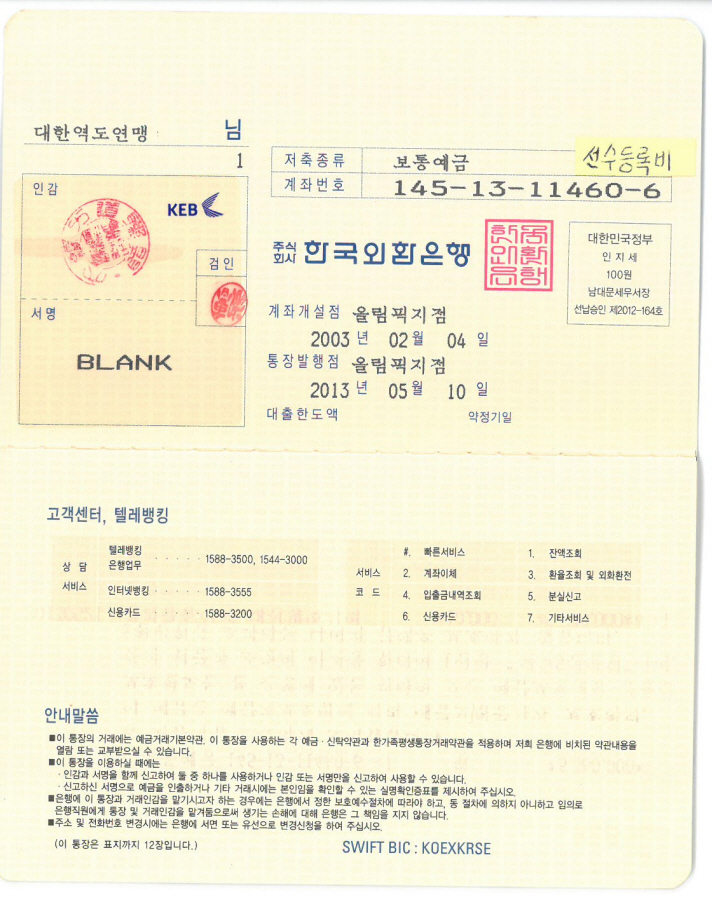 대한역도연맹 님
1
저축종류 보통예금 선수등록비
계좌번호 145-13-11460-6
인감
KEB
검인
서명
BLANK
주식회사 한국외환은행
대한민국정부
인 지 세
100원
남대문세무서장
선납승인 제2012-164호
계좌개설점 올림픽지점
2003 년 02 월 04 일
통장발행점 올림픽지점
2013 년 05 월 10 일
대출한도액 약정기일
고객센터, 텔레뱅킹
상 담
서비스
텔레뱅킹
은행업무 · · · · · 1588-3500, 1544-3000
인터넷뱅킹 · · · · · 1588-3555
신용카드 · · · · · 1588-3200
서비스
코 드
#. 빠른서비스 1. 잔액조회
2. 계좌이체 3. 환율조회 및 외화환전
4. 입출금내역조회 5. 분실신고
6. 신용카드 7. 기타서비스
안내말씀
■이 통장의 거래에는 예금거래기본약관, 이 통장을 사용하는 각 예금 · 신탁약관과 한가족평생통장거래약관을 적용하며 저희 은행에 비치된 약관내용을
열람 또는 교부받으실 수 있습니다.
■이 통장을 이용하실 때에는
· 인감과 서명을 함께 신고하여 둘 중 하나를 사용하거나 인감 또는 서명만을 신고하여 사용할 수 있습니다.
· 신고하신 서명으로 예금을 인출하거나 기타 거래시에는 본인임을 확인할 수 있는 실명확인증표를 제시하여 주십시오.
■은행에 이 통장과 거래인감을 맡기시고자 하는 경우에는 은행에서 정한 보호예수절차에 따라야 하고, 동 절차에 의하지 아니하고 임의로
은행직원에게 통장 및 거래인감을 맡겨둠으로써 생기는 손해에 대해 은행은 그 책임을 지지 않습니다.
■주소 및 전화번호 변경시에는 은행에 서면 또는 유선으로 변경신청을 하여 주십시오.
(이 통장은 표지까지 12장입니다.)
SWIFT BIC : KOEXKRSE